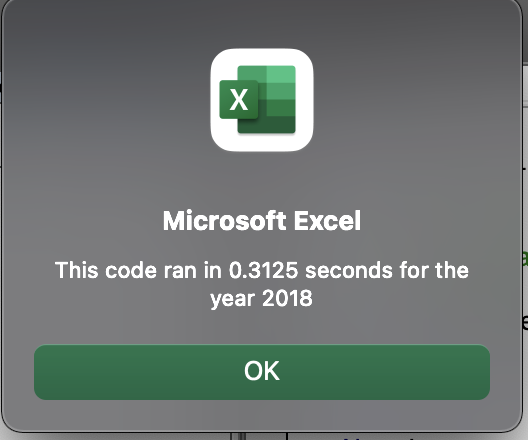 X
Microsoft Excel
This code ran in 0.3125 seconds for the
year 2018
OK